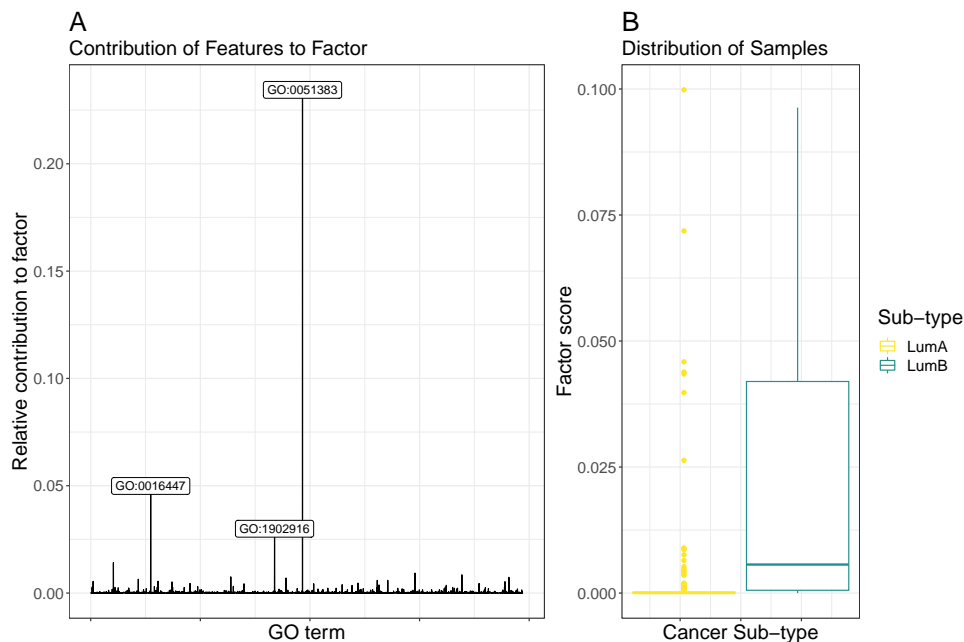 A
Contribution of Features to Factor
Relative contribution to factor
0.20
0.15
0.10
0.05
0.00
GO:0051383
GO:0016447
GO:1902916
GO term
B
Distribution of Samples
Factor score
0.100
0.075
0.050
0.025
0.000
Cancer Sub−type
Sub−type
LumA
LumB